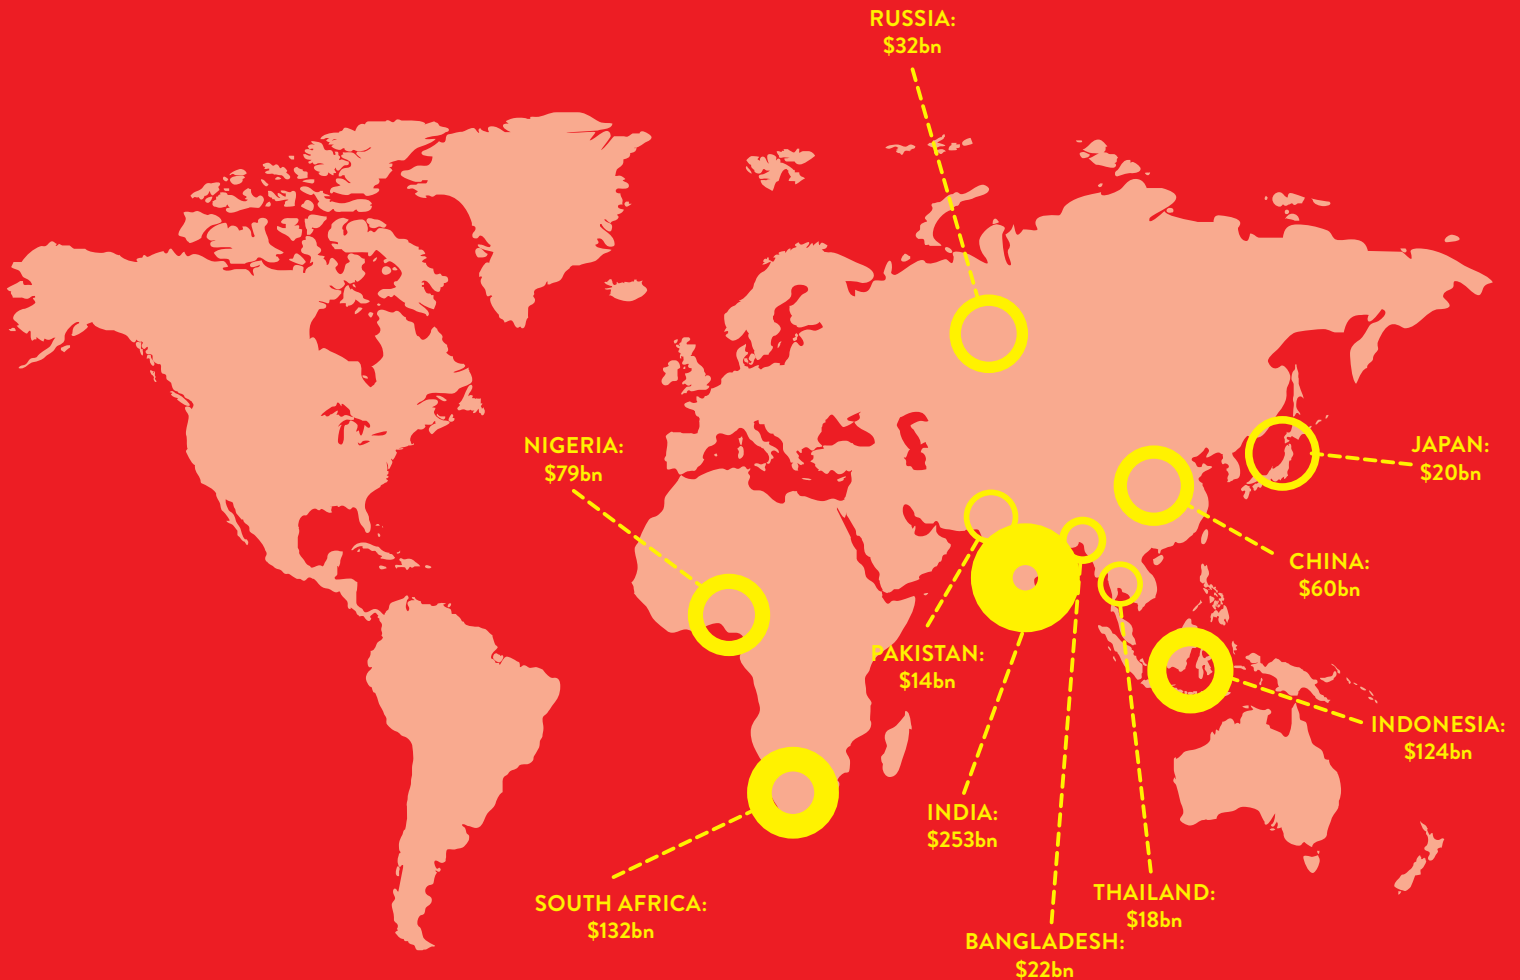 RUSSIA:
$32bn
NIGERIA:
$79bn
JAPAN:
$20bn
CHINA:
$60bn
PAKISTAN:
$14bn
INDONESIA:
$124bn
INDIA:
$253bn
THAILAND:
$18bn
SOUTH AFRICA:
$132bn
BANGLADESH:
$22bn